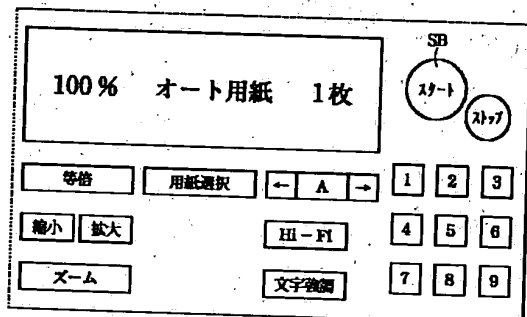 SB
100% オート用紙 1枚
スタート
ストップ
等倍 用紙選択 ← A → 1 2 3
縮小 拡大 Hi-Fi 4 5 6
ズーム 文字強調 7 8 9